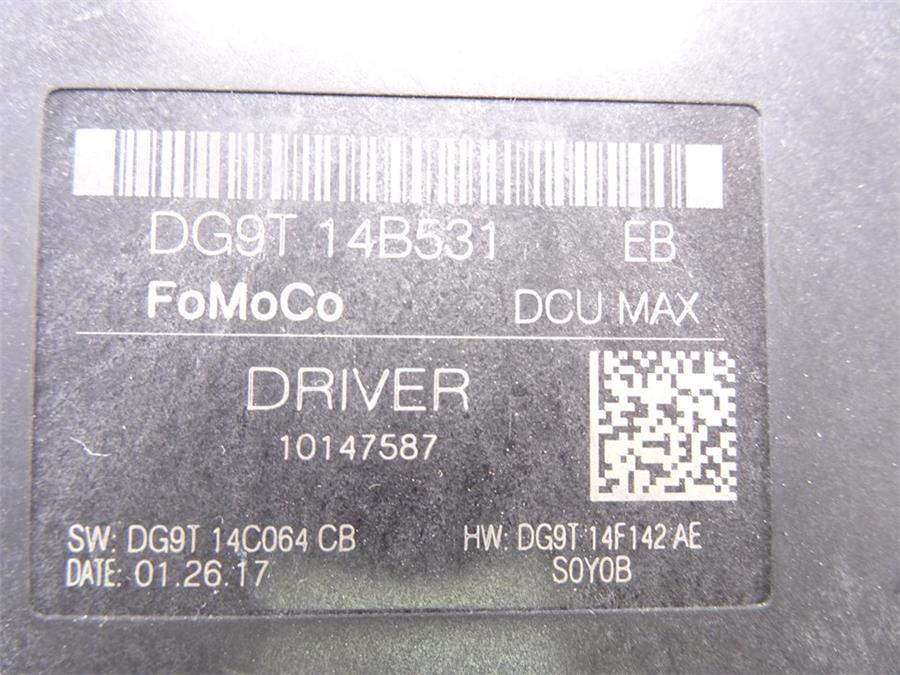 DG9T 14B531 EB
FoMoCo DCU MAX
DRIVER
10147587
SW: DG9T 14C064 CB HW: DG9T 14F142 AE
DATE: 01.26.17 S0Y0B